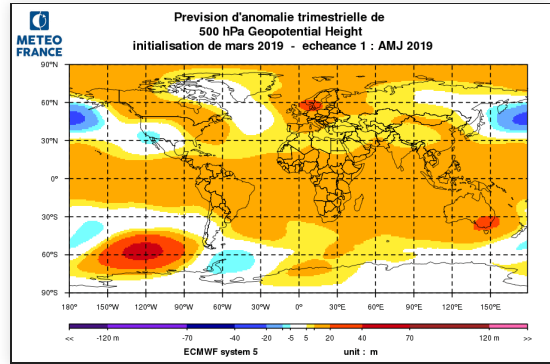 METEO
FRANCE
Prevision d'anomalie trimestrielle de
500 hPa Geopotential Height
initialisation de mars 2019 - echeance 1 : AMJ 2019
90°N
60°N
30°N
0°
30°S
60°S
90°S
180°W 150°W 120°W 90°W 60°W 30°W 0° 30°E 60°E 90°E 120°E 150°E
<< -120 m -70 -40 -20 -5 5 20 40 70 120 m >>
ECMWF system 5 unit : m